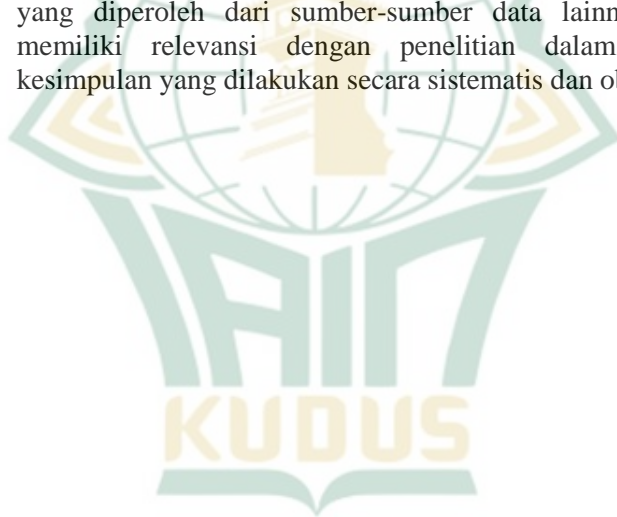 yang diperoleh dari sumber-sumber data lainn
memiliki relevansi dengan penelitian dalam
kesimpulan yang dilakukan secara sistematis dan ol
IAIN
KUDUS